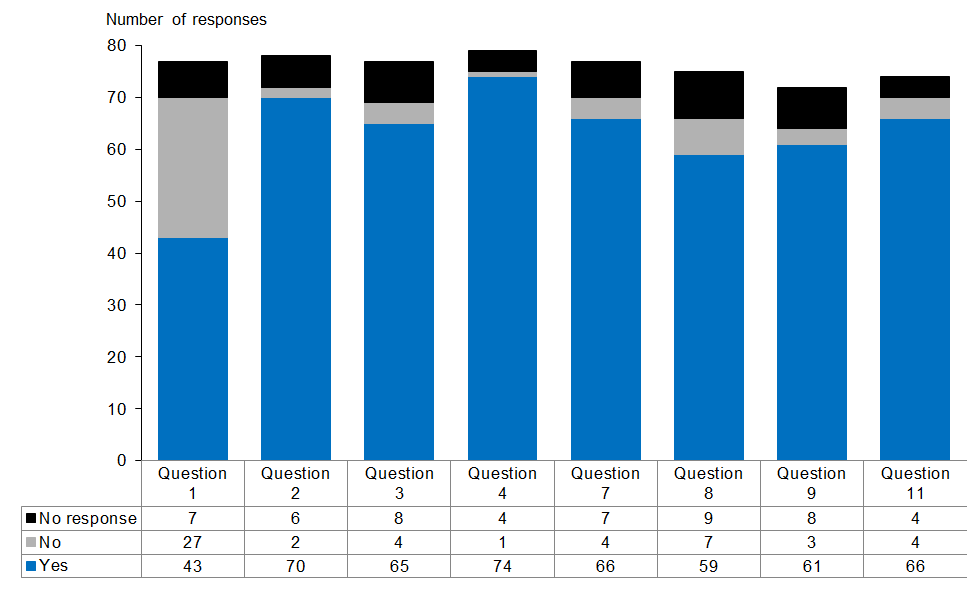 Number of responses
80
70
60
50
40
30
20
10
0
Question 1 Question 2 Question 3 Question 4 Question 7 Question 8 Question 9 Question 11
No response 7 6 8 4 7 9 8 4
No 27 2 4 1 4 7 3 4
Yes 43 70 65 74 66 59 61 66